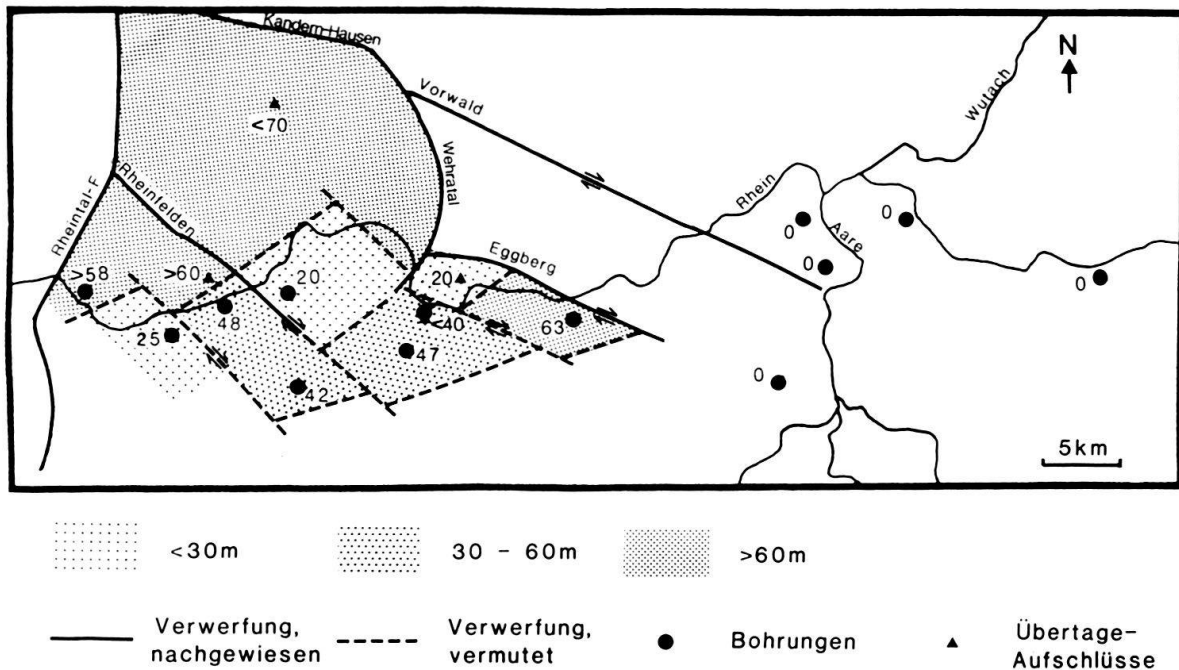 Kandern-Hausen
N
Wutach
Vorwald
<70
Wehratal
Rhein
Rheinfelden
Rheintal-F
Eggberg
Aare
0
0
0
0
>58
>60
20
20
48
<40
63
25
47
42
0
5km
<30m
30 - 60m
>60m
Verwerfung,
nachgewiesen
Verwerfung,
vermutet
Bohrungen
Übertage-
Aufschlüsse